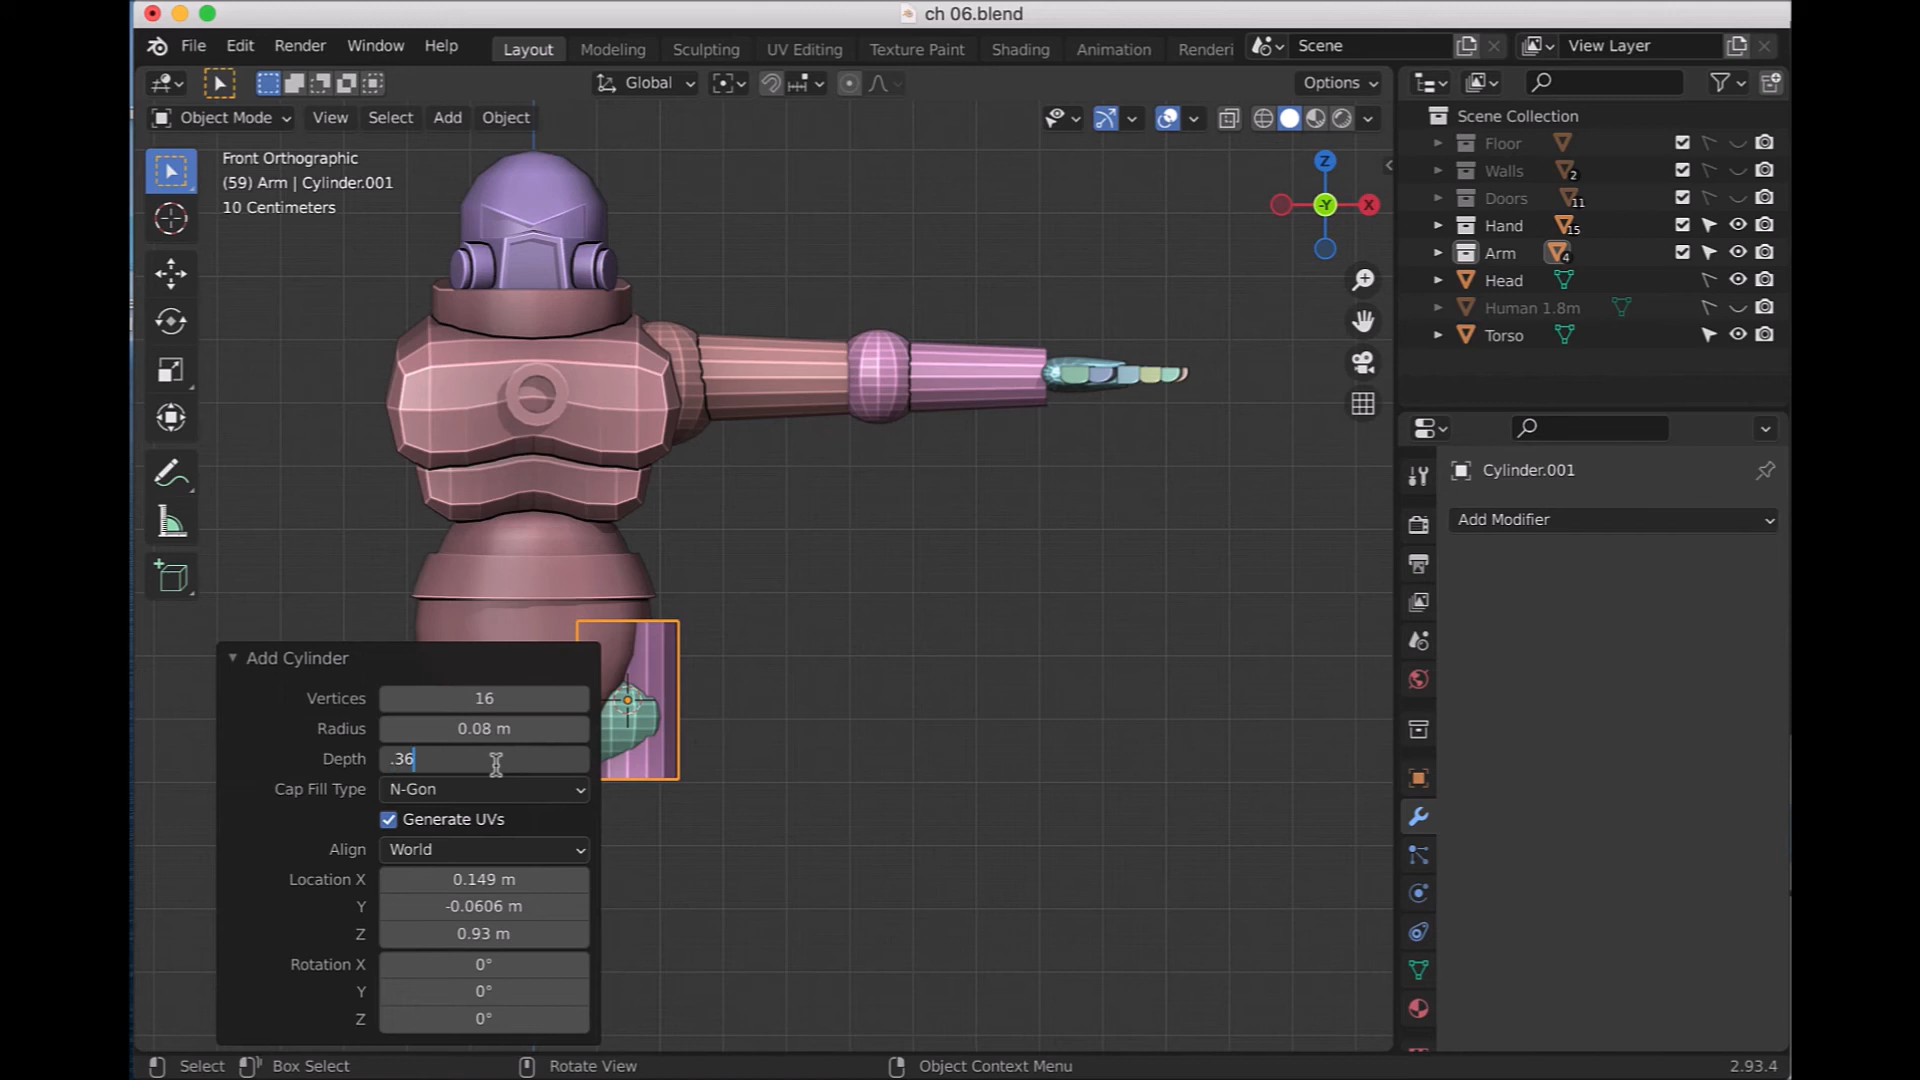 ch 06.blend
File Edit Render Window Help Layout Modeling Sculpting UV Editing Texture Paint Shading Animation Renderi Scene View Layer
Global Options
Object Mode View Select Add Object
Front Orthographic
(59) Arm | Cylinder.001
10 Centimeters
Z
-Y
X
Scene Collection
Floor
Walls 2
Doors 11
Hand 15
Arm 4
Head
Human 1.8m
Torso
Cylinder.001
Add Modifier
Add Cylinder
Vertices 16
Radius 0.08 m
Depth .36
Cap Fill Type N-Gon
Generate UVs
Align World
Location X 0.149 m
Y -0.0606 m
Z 0.93 m
Rotation X 0°
Y 0°
Z 0°
Select Box Select Rotate View Object Context Menu 2.93.4